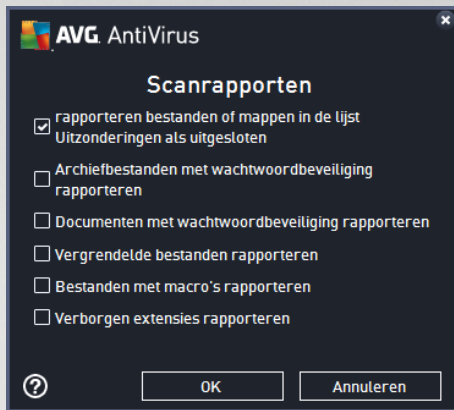 AVG. AntiVirus
Scanrapporten
rapporteren bestanden of mappen in de lijst
Uitzonderingen als uitgesloten
Archiefbestanden met wachtwoordbeveiliging
rapporteren
Documenten met wachtwoordbeveiliging rapporteren
Vergrendelde bestanden rapporteren
Bestanden met macro's rapporteren
Verborgen extensies rapporteren
?
OK
Annuleren